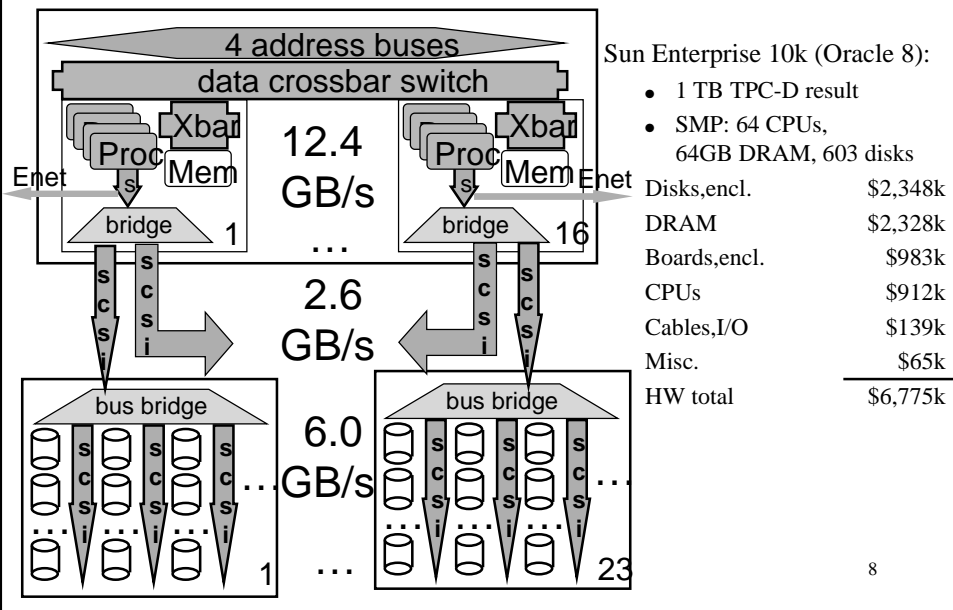 4 address buses
data crossbar switch
Proc
s
Xbar
Mem
bridge
1
Enet
12.4
GB/s
…
Proc
s
Xbar
Mem
bridge
16
Enet
s
c
s
i
s
c
s
i
2.6
GB/s
s
c
s
i
s
c
s
i
bus bridge
s
c
s
i
s
c
s
i
s
c
s
i
…
…
…
…
1
6.0
GB/s
…
bus bridge
s
c
s
i
s
c
s
i
s
c
s
i
…
…
…
…
23
Sun Enterprise 10k (Oracle 8):
• 1 TB TPC-D result
• SMP: 64 CPUs,
64GB DRAM, 603 disks
Disks,encl. $2,348k
DRAM $2,328k
Boards,encl. $983k
CPUs $912k
Cables,I/O $139k
Misc. $65k
HW total $6,775k
8